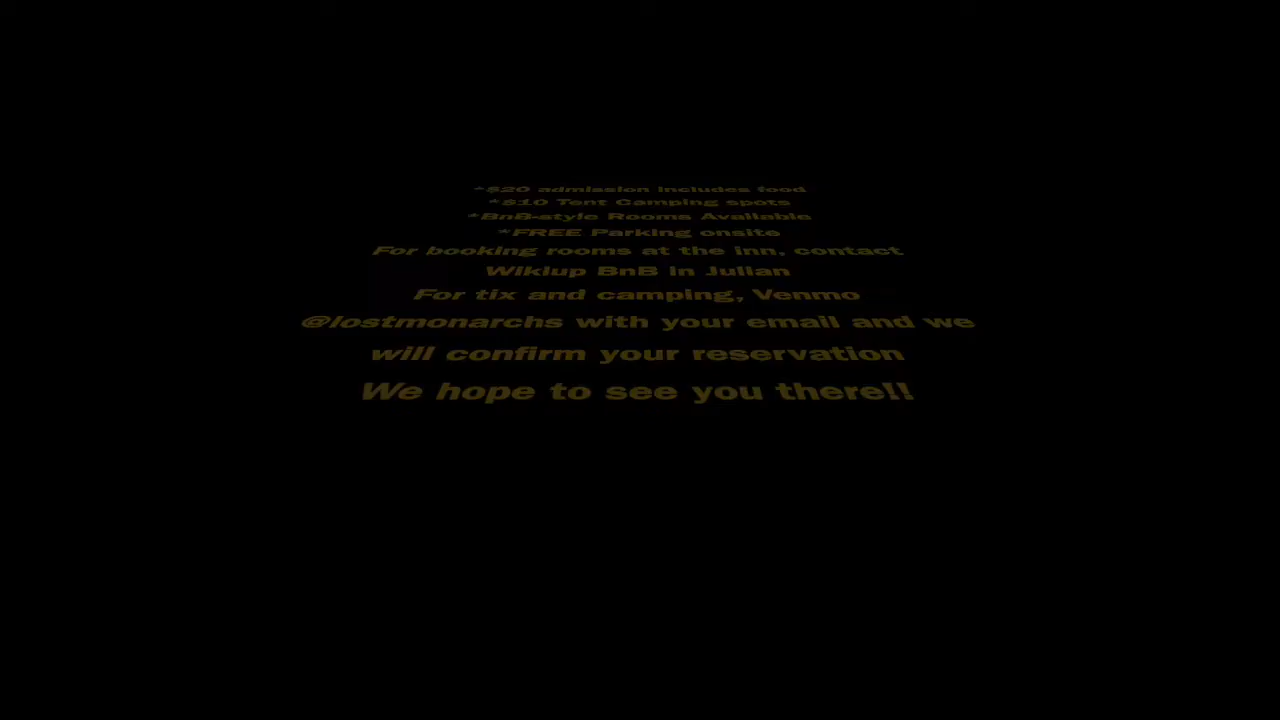 *$20 admission includes food
*$10 Tent Camping spots
*BnB-style Rooms Available
*FREE Parking onsite
For booking rooms at the inn, contact
Wiklup BnB in Julian
For tix and camping, Venmo
@lostmonarchs with your email and we
will confirm your reservation
We hope to see you there!!